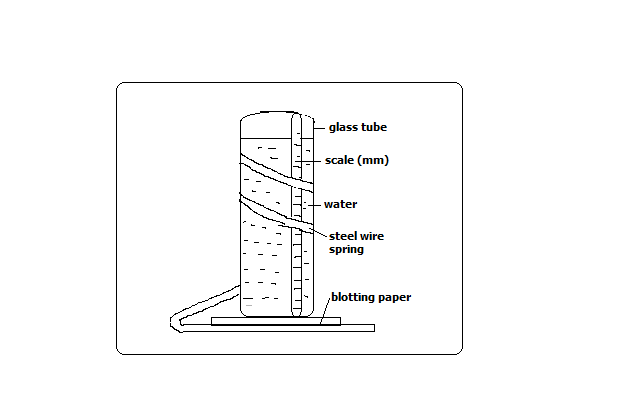 glass tube
scale (mm)
water
steel wire
spring
blotting paper